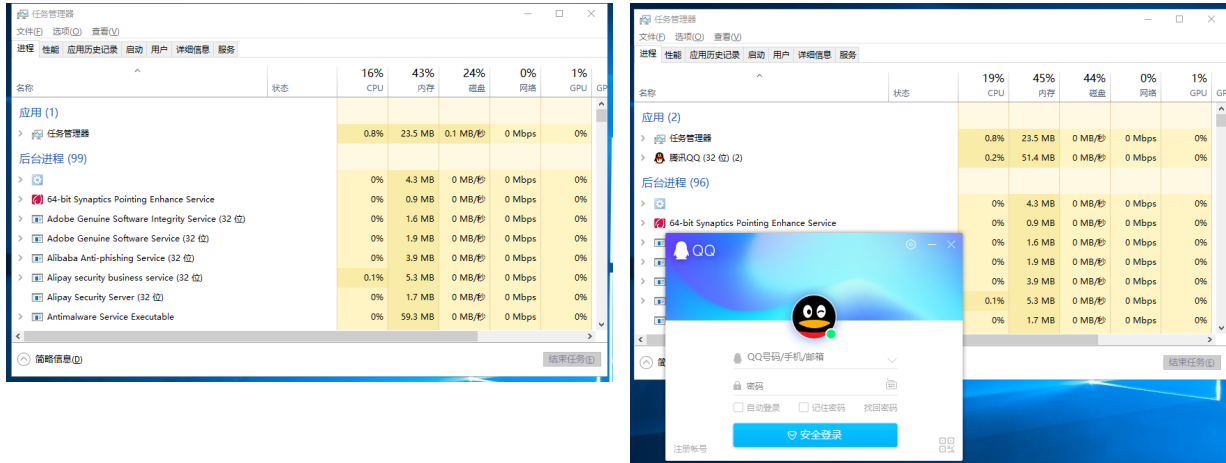 任务管理器
文件(F) 选项(O) 查看(V)
进程 性能 应用历史记录 启动 用户 详细信息 服务
16% 43% 24% 0% 1%
名称 状态 CPU 内存 磁盘 网络 GPU GP
应用 (1)
任务管理器 0.8% 23.5 MB 0.1 MB/秒 0 Mbps 0%
后台进程 (99)
0% 4.3 MB 0 MB/秒 0 Mbps 0%
64-bit Synaptics Pointing Enhance Service 0% 0.9 MB 0 MB/秒 0 Mbps 0%
Adobe Genuine Software Integrity Service (32 位) 0% 1.6 MB 0 MB/秒 0 Mbps 0%
Adobe Genuine Software Service (32 位) 0% 1.9 MB 0 MB/秒 0 Mbps 0%
Alibaba Anti-phishing Service (32 位) 0% 3.9 MB 0 MB/秒 0 Mbps 0%
Alipay security business service (32 位) 0.1% 5.3 MB 0 MB/秒 0 Mbps 0%
Alipay Security Server (32 位) 0% 1.7 MB 0 MB/秒 0 Mbps 0%
Antimalware Service Executable 0% 59.3 MB 0 MB/秒 0 Mbps 0%
简略信息(D) 结束任务(E)
任务管理器
文件(F) 选项(O) 查看(V)
进程 性能 应用历史记录 启动 用户 详细信息 服务
19% 45% 44% 0% 1%
名称 状态 CPU 内存 磁盘 网络 GPU GF
应用 (2)
任务管理器 0.8% 23.5 MB 0 MB/秒 0 Mbps 0%
腾讯QQ (32 位) (2) 0.2% 51.4 MB 0 MB/秒 0 Mbps 0%
后台进程 (96)
0% 4.3 MB 0 MB/秒 0 Mbps 0%
64-bit Synaptics Pointing Enhance Service 0% 0.9 MB 0 MB/秒 0 Mbps 0%
0% 1.6 MB 0 MB/秒 0 Mbps 0%
0% 1.9 MB 0 MB/秒 0 Mbps 0%
0% 3.9 MB 0 MB/秒 0 Mbps 0%
0.1% 5.3 MB 0 MB/秒 0 Mbps 0%
0% 1.7 MB 0 MB/秒 0 Mbps 0%
简 结束任务(E)
QQ
QQ号码/手机/邮箱
密码
自动登录 记住密码 找回密码
安全登录
注册帐号